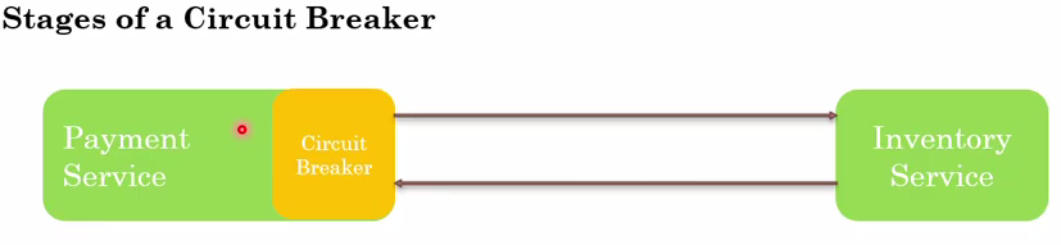 Stages of a Circuit Breaker
Payment
Service
Circuit
Breaker
Inventory
Service